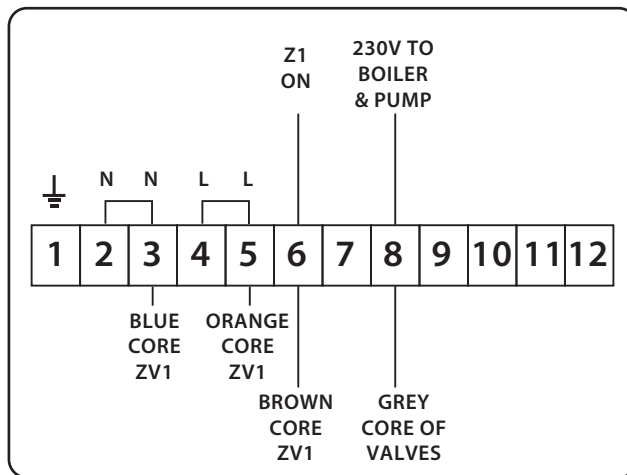 Z1
ON
230V TO
BOILER
& PUMP
N N L L
1 2 3 4 5 6 7 8 9 10 11 12
BLUE
CORE
ZV1
ORANGE
CORE
ZV1
BROWN
CORE
ZV1
GREY
CORE OF
VALVES